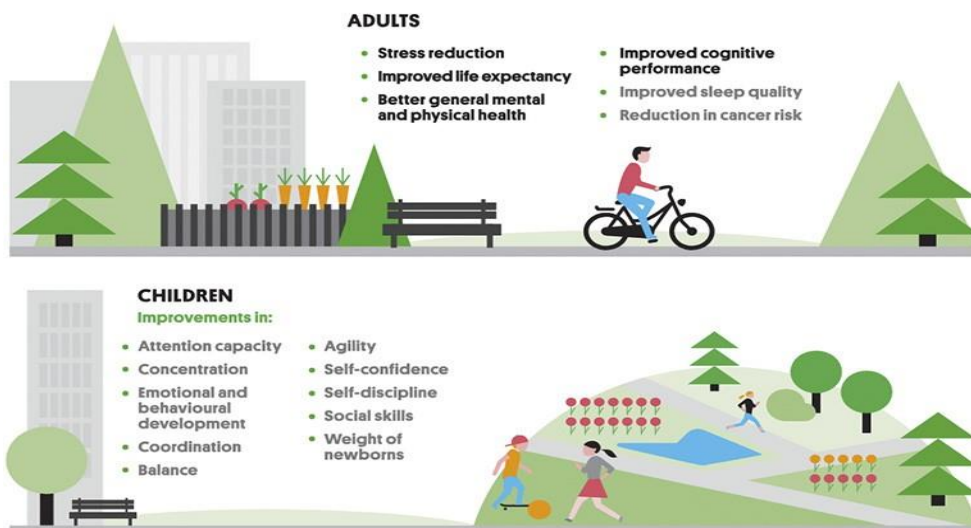 ADULTS
• Stress reduction
• Improved life expectancy
• Better general mental
and physical health
• Improved cognitive
performance
• Improved sleep quality
• Reduction in cancer risk
CHILDREN
Improvements in:
• Attention capacity
• Concentration
• Emotional and
behavioural
development
• Coordination
• Balance
• Agility
• Self-confidence
• Self-discipline
• Social skills
• Weight of
newborns